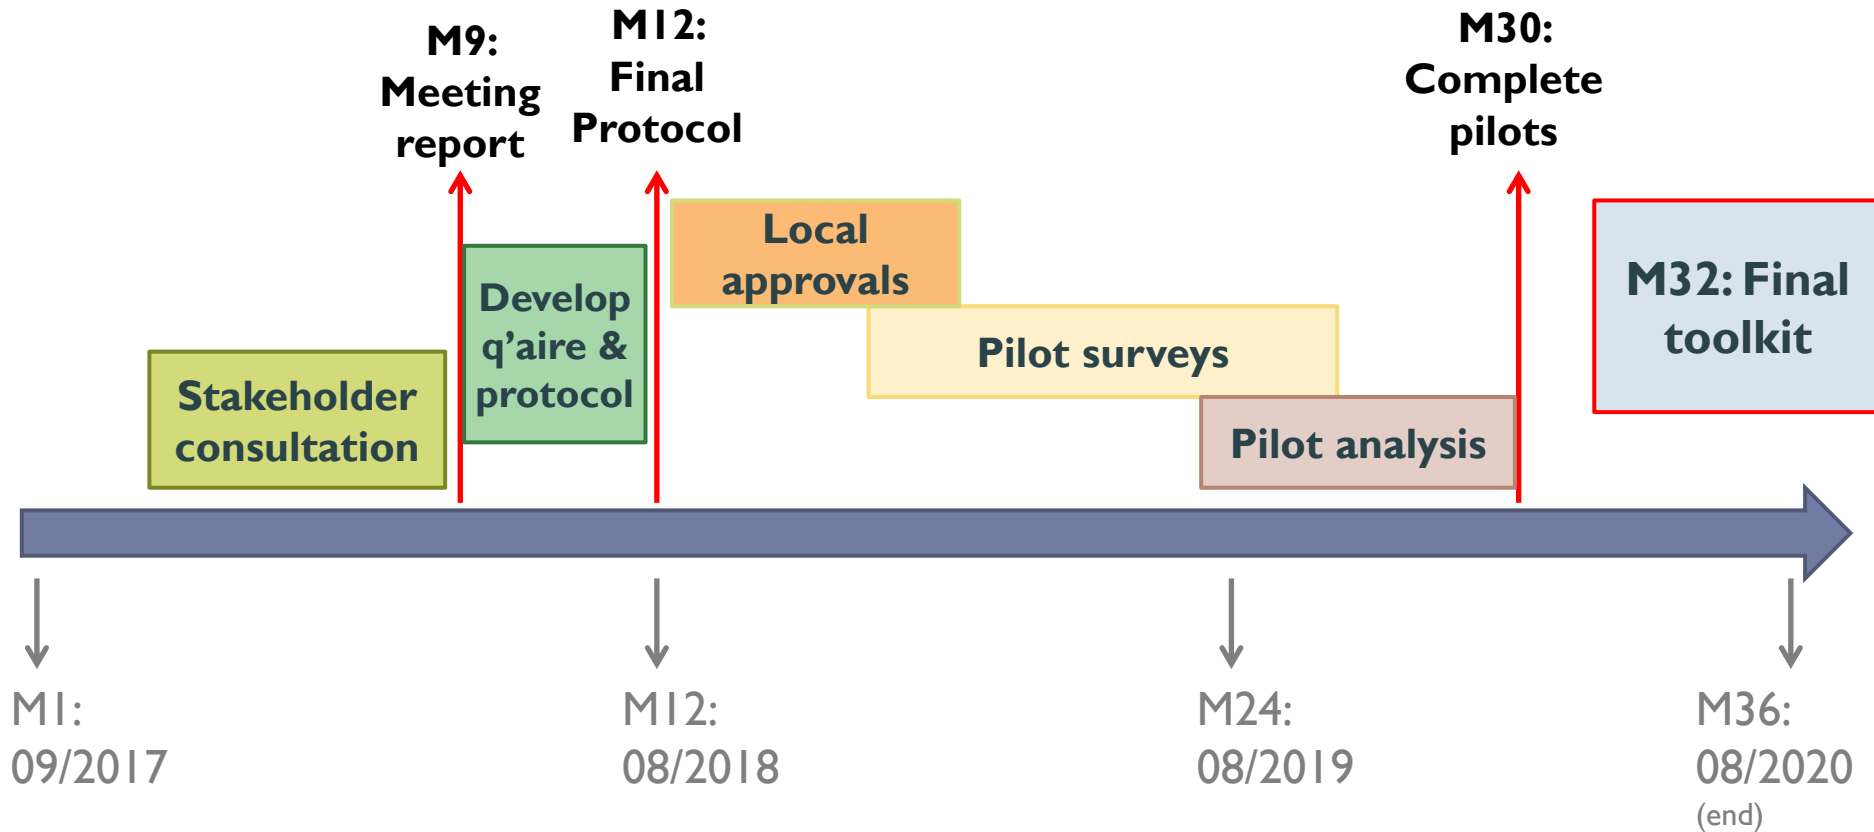 M9:
Meeting
report
M12:
Final
Protocol
M30:
Complete
pilots
Local
approvals
Develop
q’aire &
protocol
M32: Final
toolkit
Pilot surveys
Stakeholder
consultation
Pilot analysis
M1:
09/2017
M12:
08/2018
M24:
08/2019
M36:
08/2020
(end)